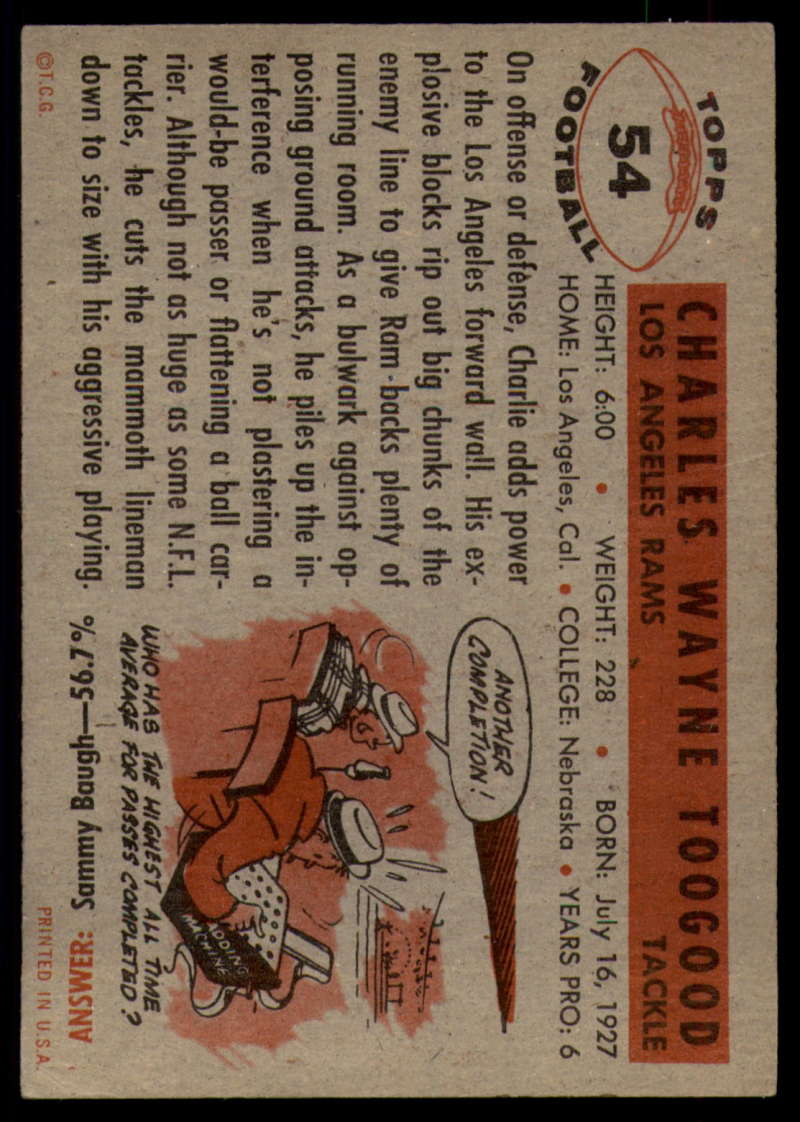 TOPPS
54
FOOTBALL
CHARLES WAYNE TOOGOOD
LOS ANGELES RAMS TACKLE
HEIGHT: 6:00 • WEIGHT: 228 • BORN: July 16, 1927
HOME: Los Angeles, Cal. • COLLEGE: Nebraska • YEARS PRO: 6
On offense or defense, Charlie adds power
to the Los Angeles forward wall. His ex-
plosive blocks rip out big chunks of the
enemy line to give Ram backs plenty of
running room. As a bulwark against op-
posing ground attacks, he piles up the in-
terference when he's not plastering a
would-be passer or flattening a ball car-
rier. Although not as huge as some N.F.L.
tackles, he cuts the mammoth lineman
down to size with his aggressive playing.
ANOTHER
COMPLETION!
ADDING
MACHINE
WHO HAS THE HIGHEST ALL TIME
AVERAGE FOR PASSES COMPLETED?
ANSWER: Sammy Baugh—56.7%
©T.C.G.
PRINTED IN U.S.A.